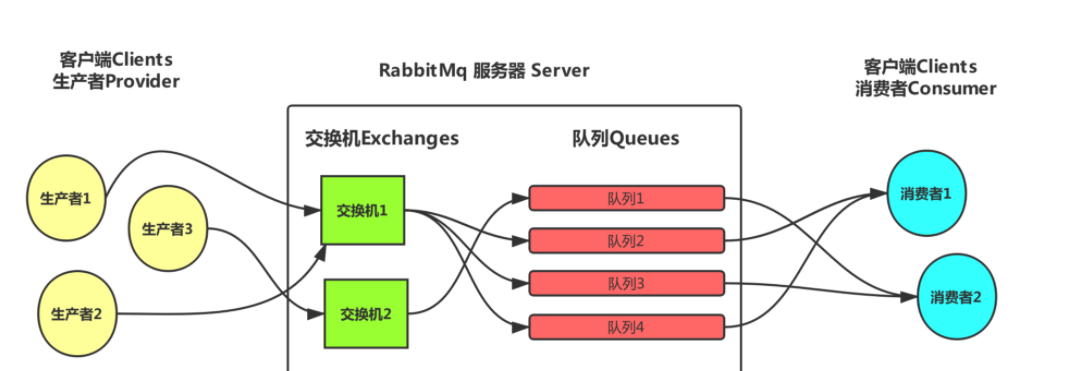 客户端Clients
生产者Provider
RabbitMq 服务器 Server
客户端Clients
消费者Consumer
交换机Exchanges
队列Queues
生产者1
生产者3
生产者2
交换机1
交换机2
队列1
队列2
队列3
队列4
消费者1
消费者2